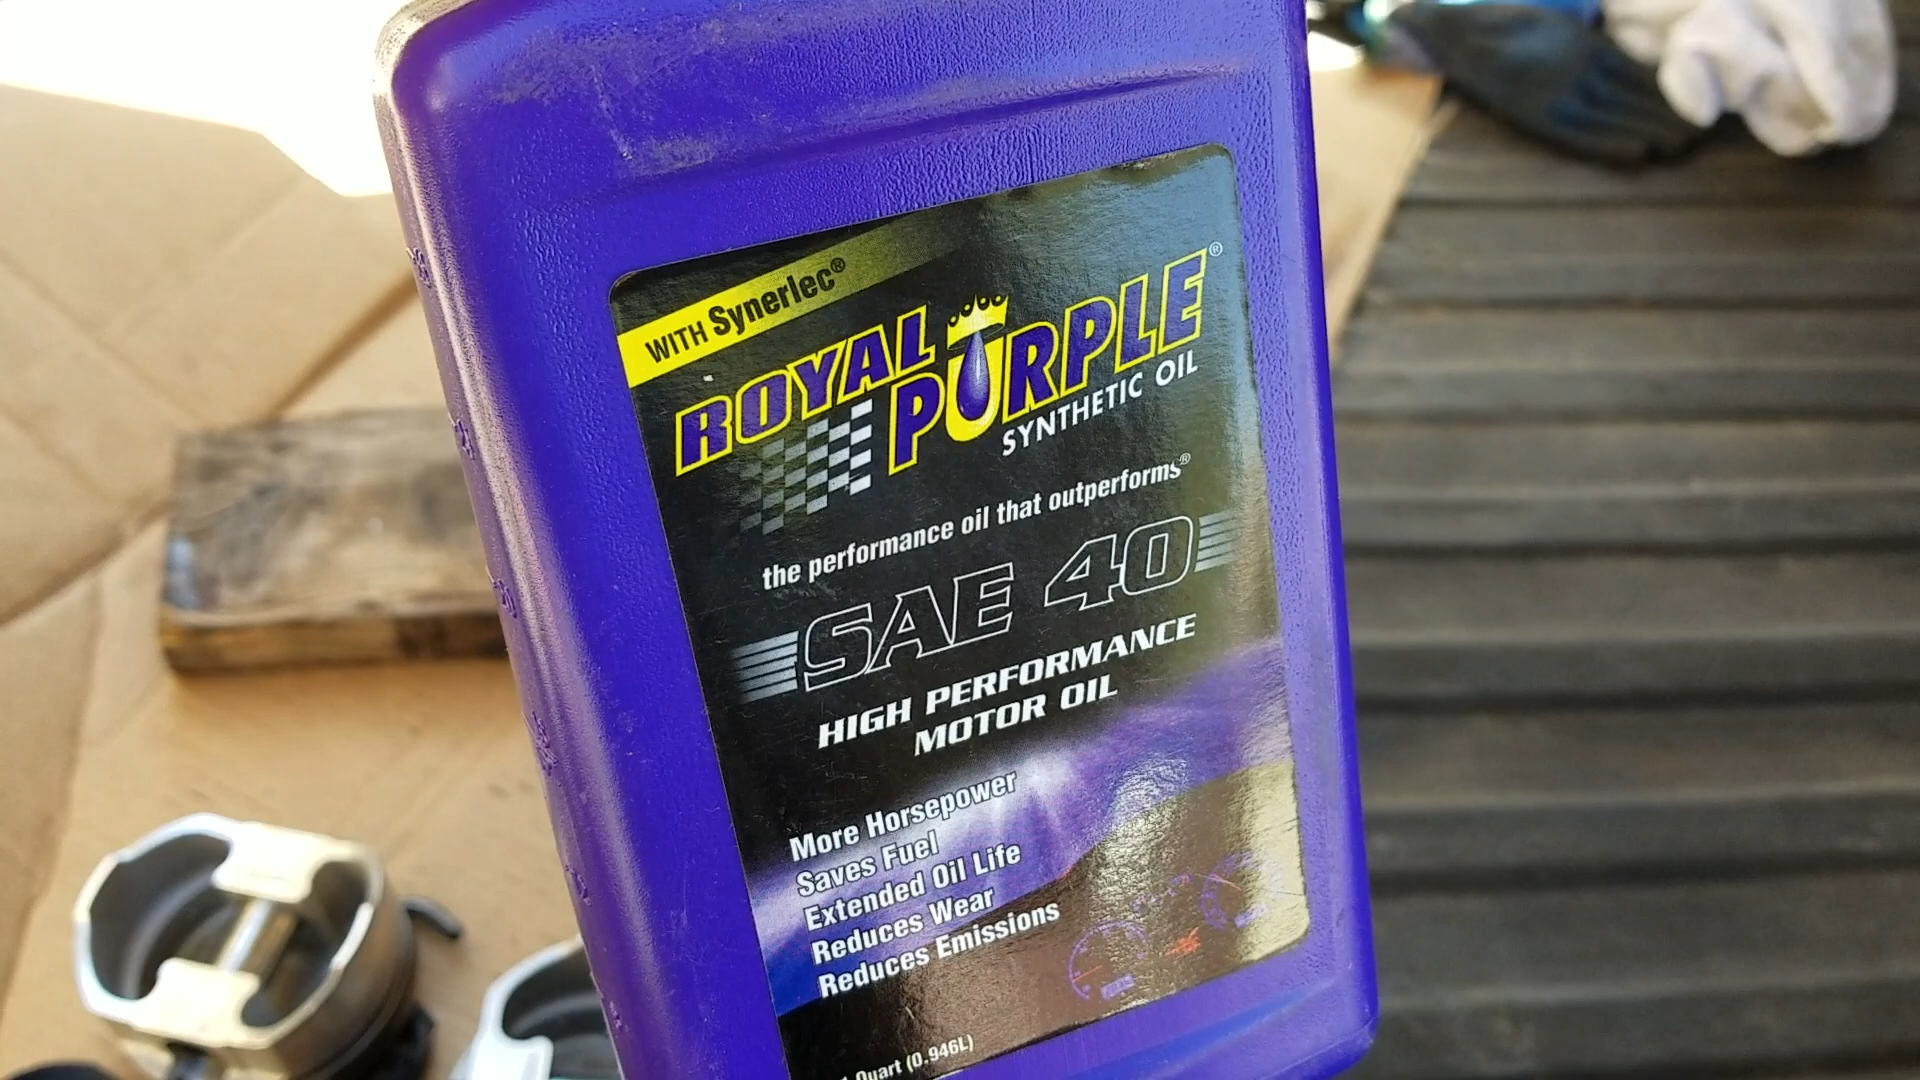 WITH Synerlec®
ROYAL
PURPLE®
SYNTHETIC OIL
the performance oil that outperforms®
SAE 40
HIGH PERFORMANCE
MOTOR OIL
More Horsepower
Saves Fuel
Extended Oil Life
Reduces Wear
Reduces Emissions
Quart (0.946L)